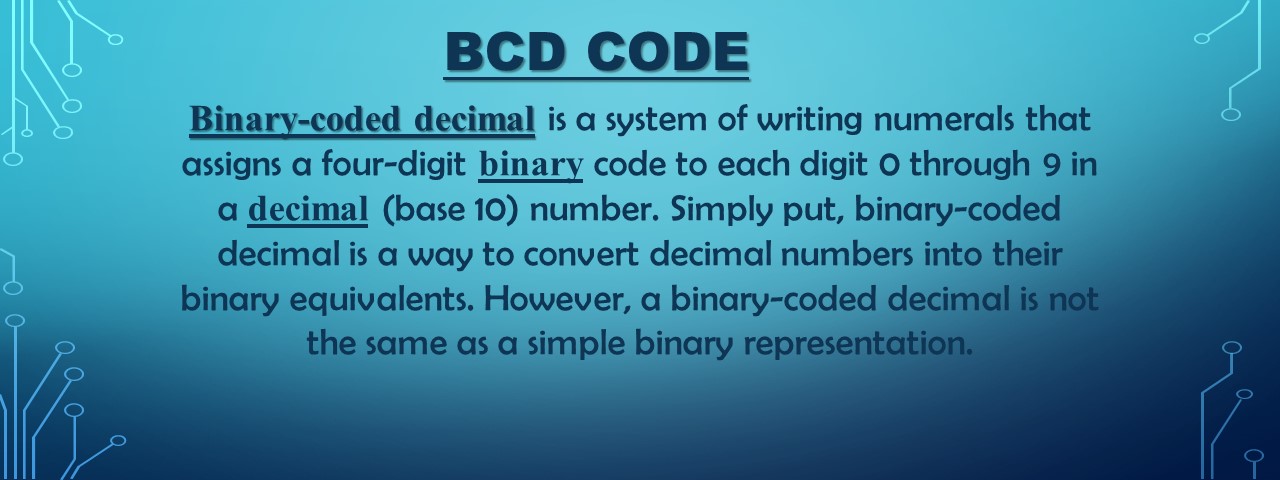 BCD CODE
Binary-coded decimal is a system of writing numerals that
assigns a four-digit binary code to each digit 0 through 9 in
a decimal (base 10) number. Simply put, binary-coded
decimal is a way to convert decimal numbers into their
binary equivalents. However, a binary-coded decimal is not
the same as a simple binary representation.